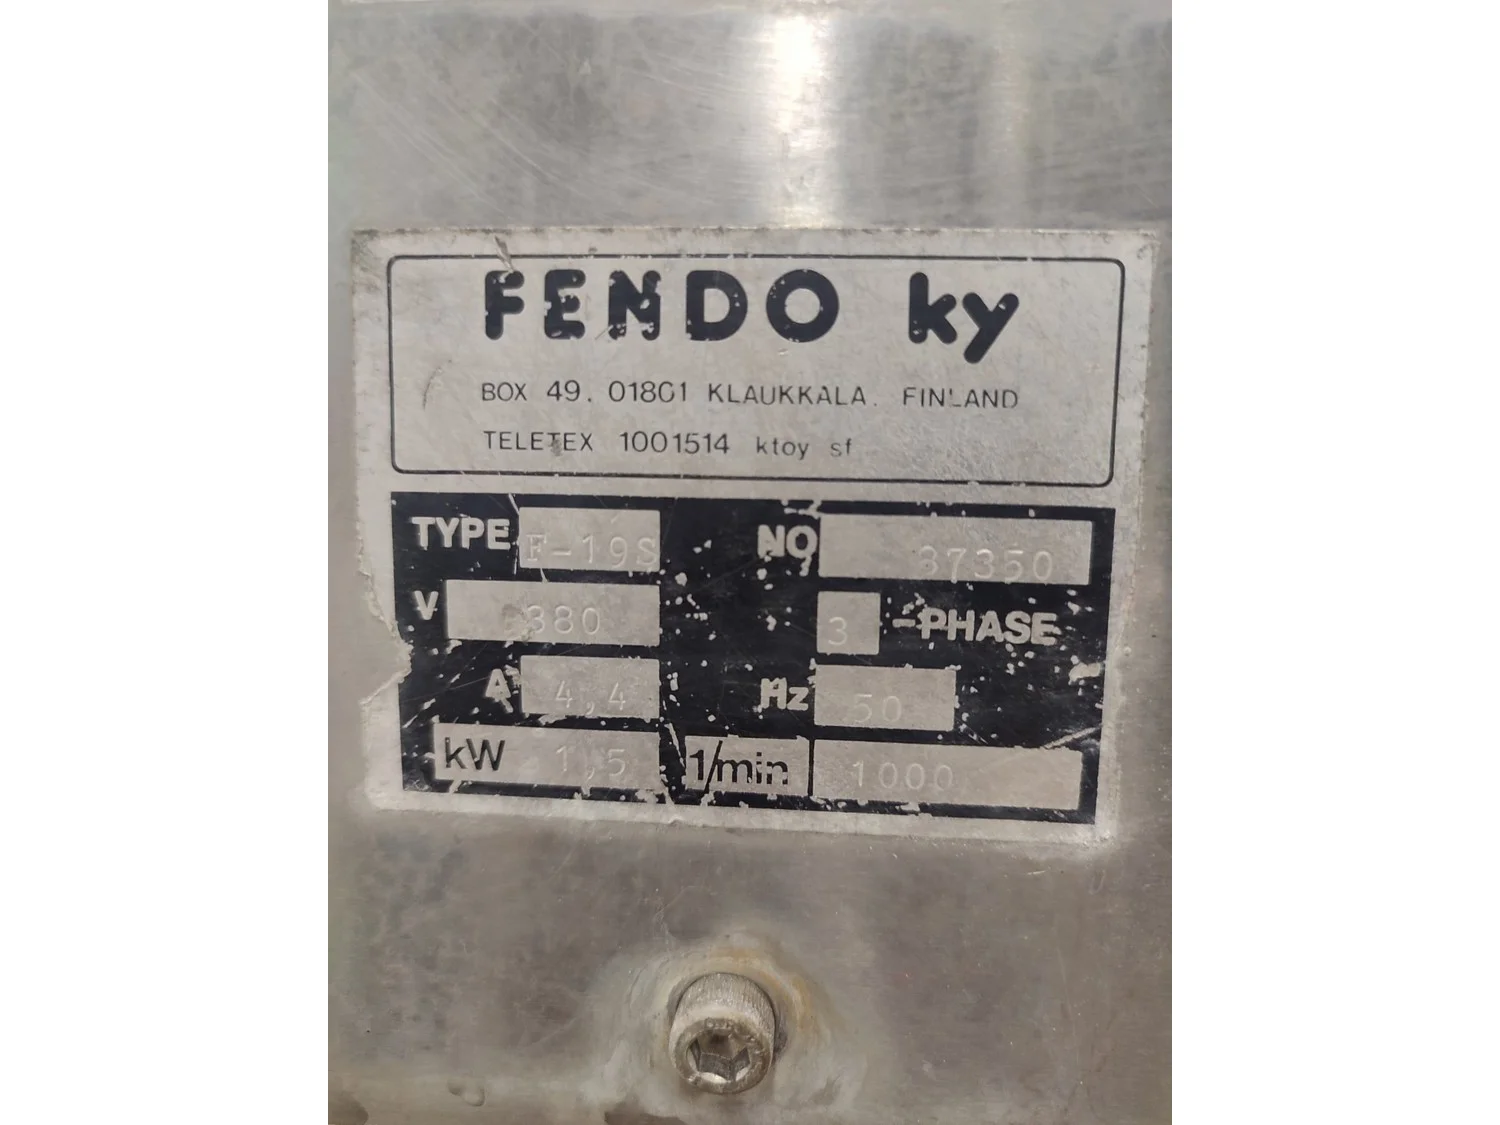 FENDO ky
BOX 49. 01801 KLAUKKALA. FINLAND
TELETEX 1001514 ktoy sf
TYPE F-19S NO 37350
V 380 3 -PHASE
A 4,4 Hz 50
kW 1,5 1/min 1000